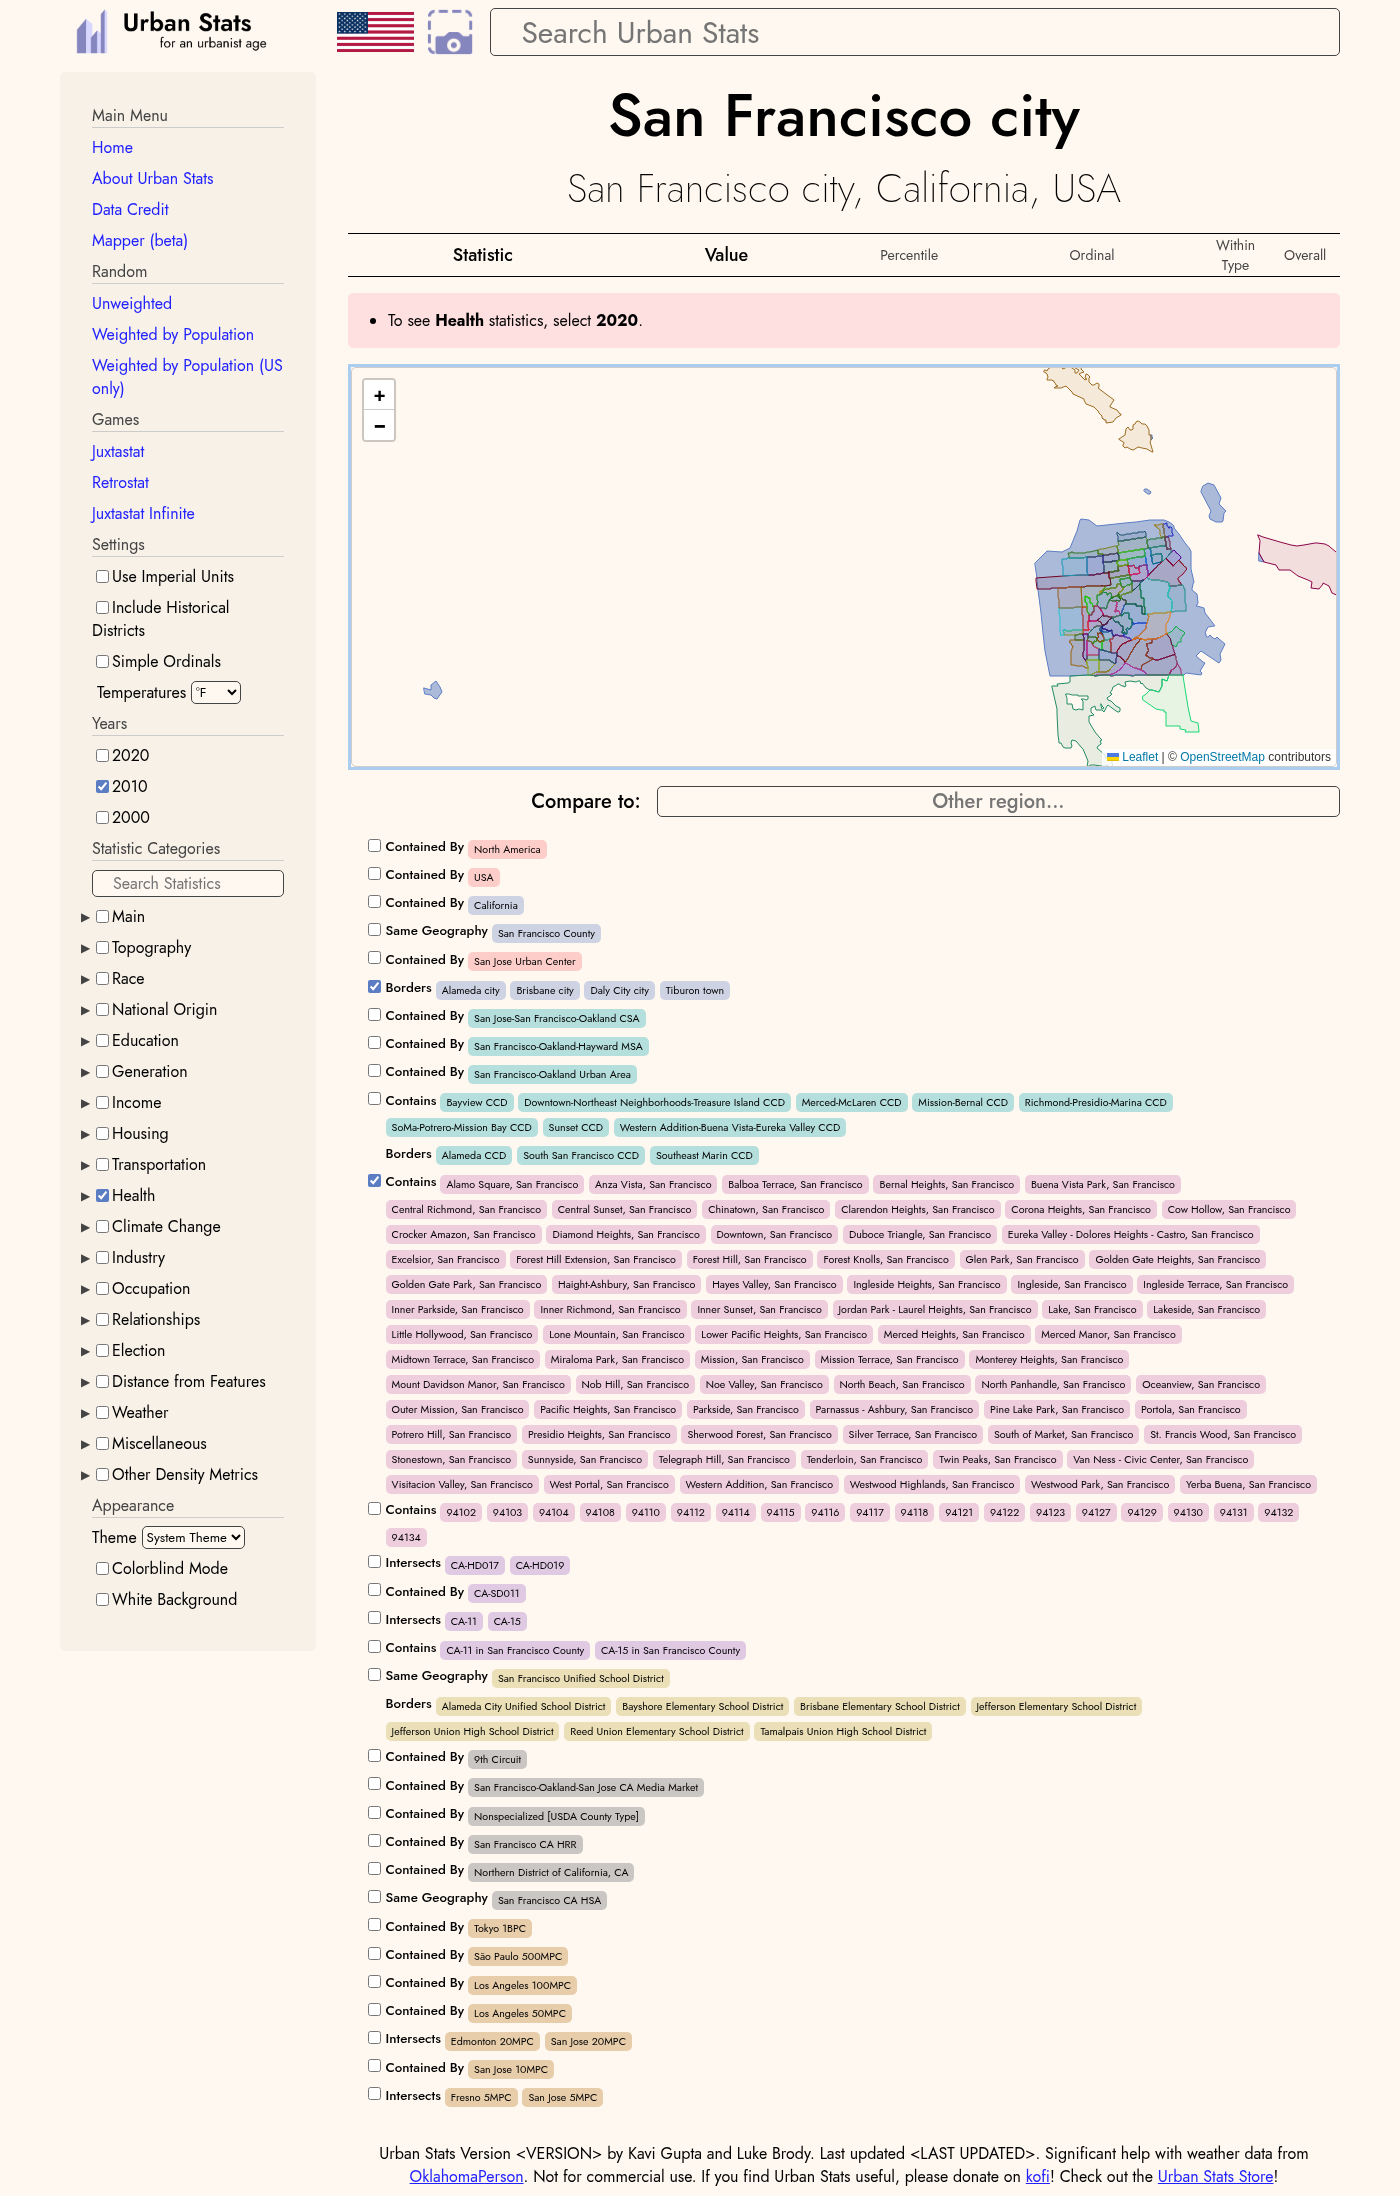 Urban Stats
for an urbanist age
Search Urban Stats
Main Menu
Home
About Urban Stats
Data Credit
Mapper (beta)
Random
Unweighted
Weighted by Population
Weighted by Population (US
only)
Games
Juxtastat
Retrostat
Juxtastat Infinite
Settings
Use Imperial Units
Include Historical
Districts
Simple Ordinals
Temperatures °F
Years
2020
2010
2000
Statistic Categories
Search Statistics
Main
Topography
Race
National Origin
Education
Generation
Income
Housing
Transportation
Health
Climate Change
Industry
Occupation
Relationships
Election
Distance from Features
Weather
Miscellaneous
Other Density Metrics
Appearance
Theme System Theme
Colorblind Mode
White Background
San Francisco city
San Francisco city, California, USA
Statistic Value Percentile Ordinal Within Type Overall
To see Health statistics, select 2020.
+
−
Leaflet | © OpenStreetMap contributors
Compare to: Other region...
Contained By North America
Contained By USA
Contained By California
Same Geography San Francisco County
Contained By San Jose Urban Center
Borders Alameda city Brisbane city Daly City city Tiburon town
Contained By San Jose-San Francisco-Oakland CSA
Contained By San Francisco-Oakland-Hayward MSA
Contained By San Francisco-Oakland Urban Area
Contains Bayview CCD Downtown-Northeast Neighborhoods-Treasure Island CCD Merced-McLaren CCD Mission-Bernal CCD Richmond-Presidio-Marina CCD
SoMa-Potrero-Mission Bay CCD Sunset CCD Western Addition-Buena Vista-Eureka Valley CCD
Borders Alameda CCD South San Francisco CCD Southeast Marin CCD
Contains Alamo Square, San Francisco Anza Vista, San Francisco Balboa Terrace, San Francisco Bernal Heights, San Francisco Buena Vista Park, San Francisco
Central Richmond, San Francisco Central Sunset, San Francisco Chinatown, San Francisco Clarendon Heights, San Francisco Corona Heights, San Francisco Cow Hollow, San Francisco
Crocker Amazon, San Francisco Diamond Heights, San Francisco Downtown, San Francisco Duboce Triangle, San Francisco Eureka Valley - Dolores Heights - Castro, San Francisco
Excelsior, San Francisco Forest Hill Extension, San Francisco Forest Hill, San Francisco Forest Knolls, San Francisco Glen Park, San Francisco Golden Gate Heights, San Francisco
Golden Gate Park, San Francisco Haight-Ashbury, San Francisco Hayes Valley, San Francisco Ingleside Heights, San Francisco Ingleside, San Francisco Ingleside Terrace, San Francisco
Inner Parkside, San Francisco Inner Richmond, San Francisco Inner Sunset, San Francisco Jordan Park - Laurel Heights, San Francisco Lake, San Francisco Lakeside, San Francisco
Little Hollywood, San Francisco Lone Mountain, San Francisco Lower Pacific Heights, San Francisco Merced Heights, San Francisco Merced Manor, San Francisco
Midtown Terrace, San Francisco Miraloma Park, San Francisco Mission, San Francisco Mission Terrace, San Francisco Monterey Heights, San Francisco
Mount Davidson Manor, San Francisco Nob Hill, San Francisco Noe Valley, San Francisco North Beach, San Francisco North Panhandle, San Francisco Oceanview, San Francisco
Outer Mission, San Francisco Pacific Heights, San Francisco Parkside, San Francisco Parnassus - Ashbury, San Francisco Pine Lake Park, San Francisco Portola, San Francisco
Potrero Hill, San Francisco Presidio Heights, San Francisco Sherwood Forest, San Francisco Silver Terrace, San Francisco South of Market, San Francisco St. Francis Wood, San Francisco
Stonestown, San Francisco Sunnyside, San Francisco Telegraph Hill, San Francisco Tenderloin, San Francisco Twin Peaks, San Francisco Van Ness - Civic Center, San Francisco
Visitacion Valley, San Francisco West Portal, San Francisco Western Addition, San Francisco Westwood Highlands, San Francisco Westwood Park, San Francisco Yerba Buena, San Francisco
Contains 94102 94103 94104 94108 94110 94112 94114 94115 94116 94117 94118 94121 94122 94123 94127 94129 94130 94131 94132
94134
Intersects CA-HD017 CA-HD019
Contained By CA-SD011
Intersects CA-11 CA-15
Contains CA-11 in San Francisco County CA-15 in San Francisco County
Same Geography San Francisco Unified School District
Borders Alameda City Unified School District Bayshore Elementary School District Brisbane Elementary School District Jefferson Elementary School District
Jefferson Union High School District Reed Union Elementary School District Tamalpais Union High School District
Contained By 9th Circuit
Contained By San Francisco-Oakland-San Jose CA Media Market
Contained By Nonspecialized [USDA County Type]
Contained By San Francisco CA HRR
Contained By Northern District of California, CA
Same Geography San Francisco CA HSA
Contained By Tokyo 1BPC
Contained By São Paulo 500MPC
Contained By Los Angeles 100MPC
Contained By Los Angeles 50MPC
Intersects Edmonton 20MPC San Jose 20MPC
Contained By San Jose 10MPC
Intersects Fresno 5MPC San Jose 5MPC
Urban Stats Version <VERSION> by Kavi Gupta and Luke Brody. Last updated <LAST UPDATED>. Significant help with weather data from
OklahomaPerson. Not for commercial use. If you find Urban Stats useful, please donate on kofi! Check out the Urban Stats Store!